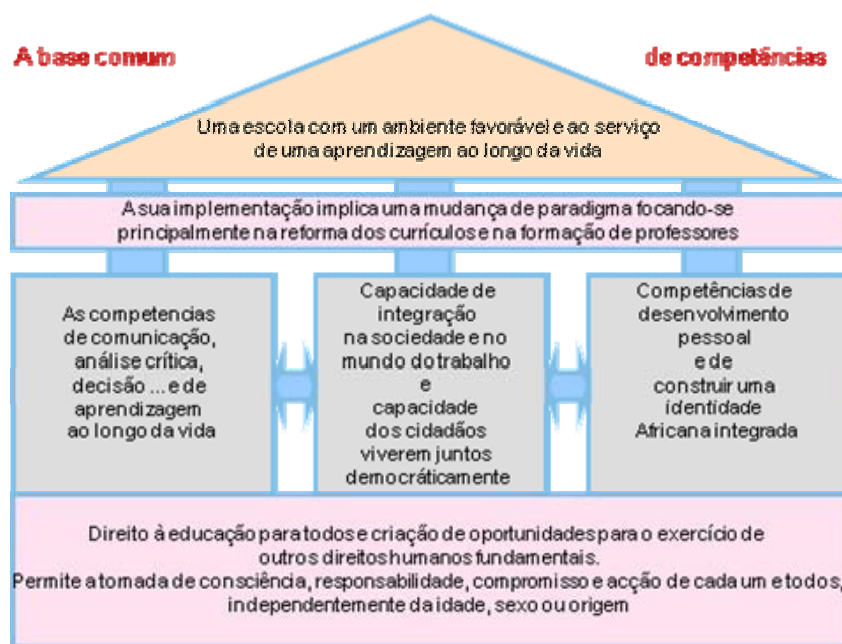 A base comum
de competências
Uma escola com um ambiente favorável e ao serviço
de uma aprendizagem ao longo da vida
A sua implementação implica uma mudança de paradigma focando-se
principalmente na reforma dos currículos e na formação de professores
As competencias
de comunicação,
análise crítica,
decisão ... e de
aprendizagem
ao longo da vida
Capacidade de
integração
na sociedade e no
mundo do trabalho
e
capacidade
dos cidadãos
viverem juntos
democráticamente
Competências de
desenvolvimento
pessoal
e de
construir uma
identidade
Africana integrada
Direito à educação para todos e criação de oportunidades para o exercício de
outros direitos humanos fundamentais.
Permite a tomada de consciência, responsabilidade, compromisso e acção de cada um e todos,
independentemente da idade, sexo ou origem